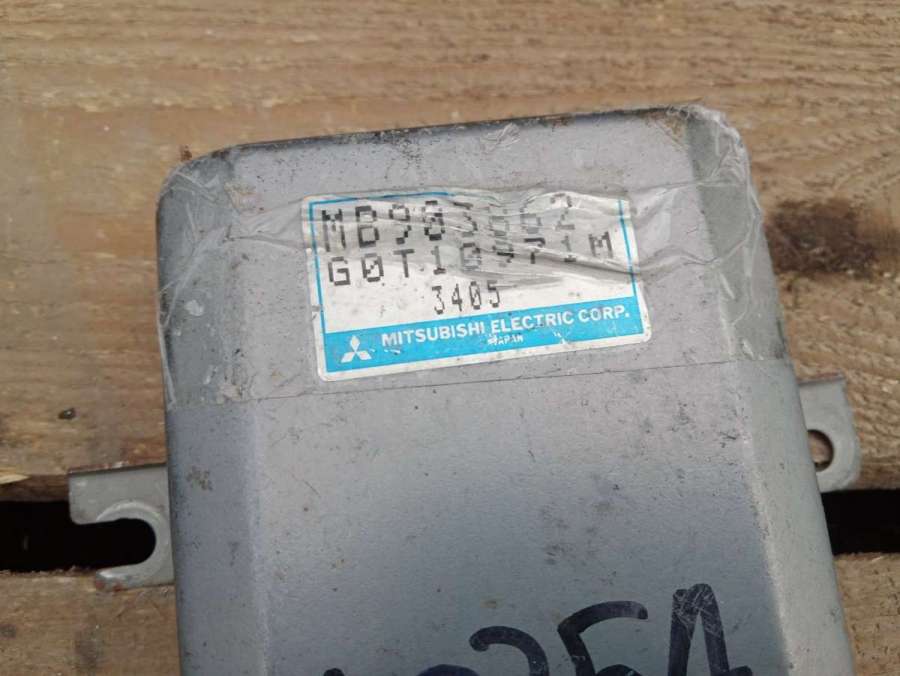 MB903662
G0T10971M
3405
MITSUBISHI ELECTRIC CORP.
JAPAN